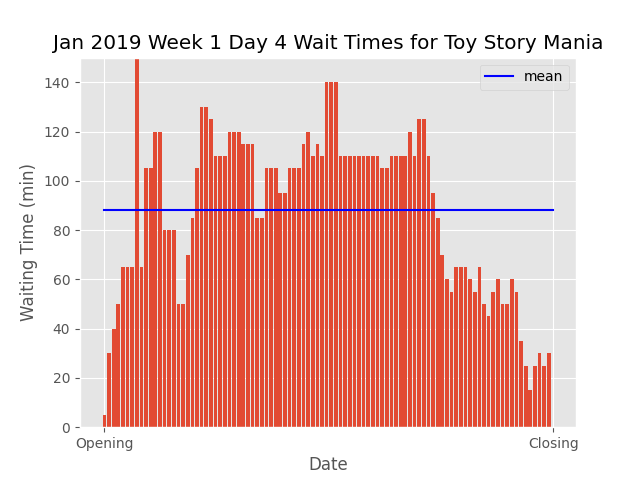 Jan 2019 Week 1 Day 4 Wait Times for Toy Story Mania
mean
140
120
100
80
60
40
20
0
Waiting Time (min)
Opening
Closing
Date